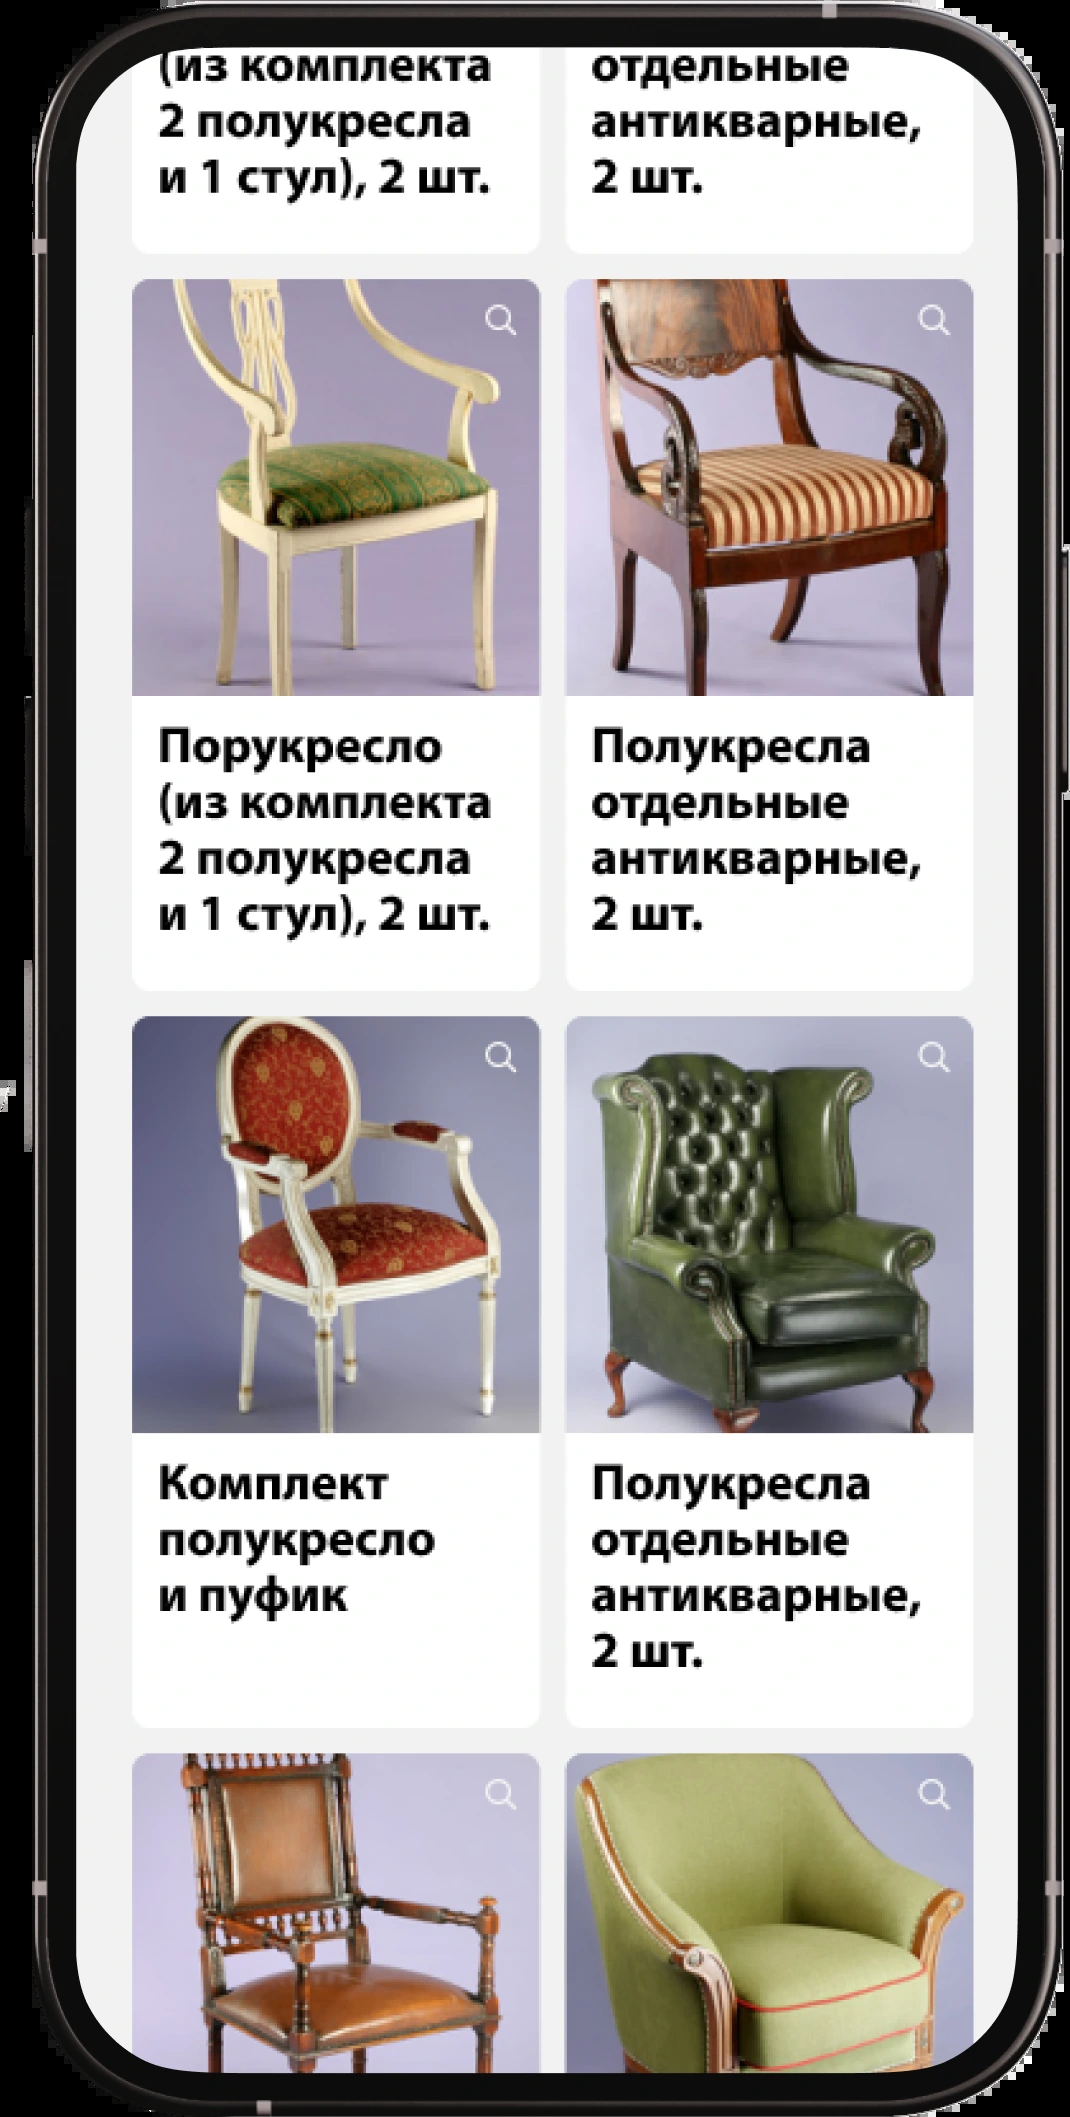 (из комплекта
2 полукресла
и 1 стул), 2 шт.
отдельные
антикварные,
2 шт.
Порукресло
(из комплекта
2 полукресла
и 1 стул), 2 шт.
Полукресла
отдельные
антикварные,
2 шт.
Комплект
полукресло
и пуфик
Полукресла
отдельные
антикварные,
2 шт.